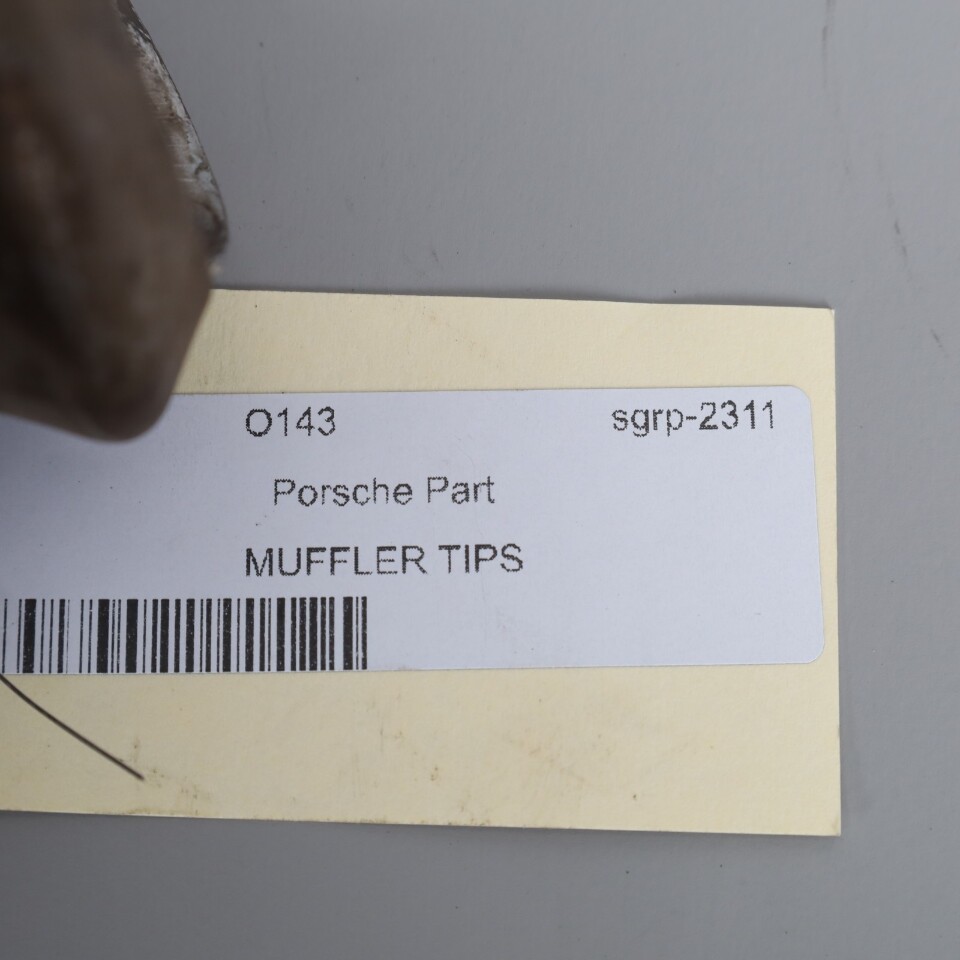 O143 sgrp-2311
Porsche Part
MUFFLER TIPS